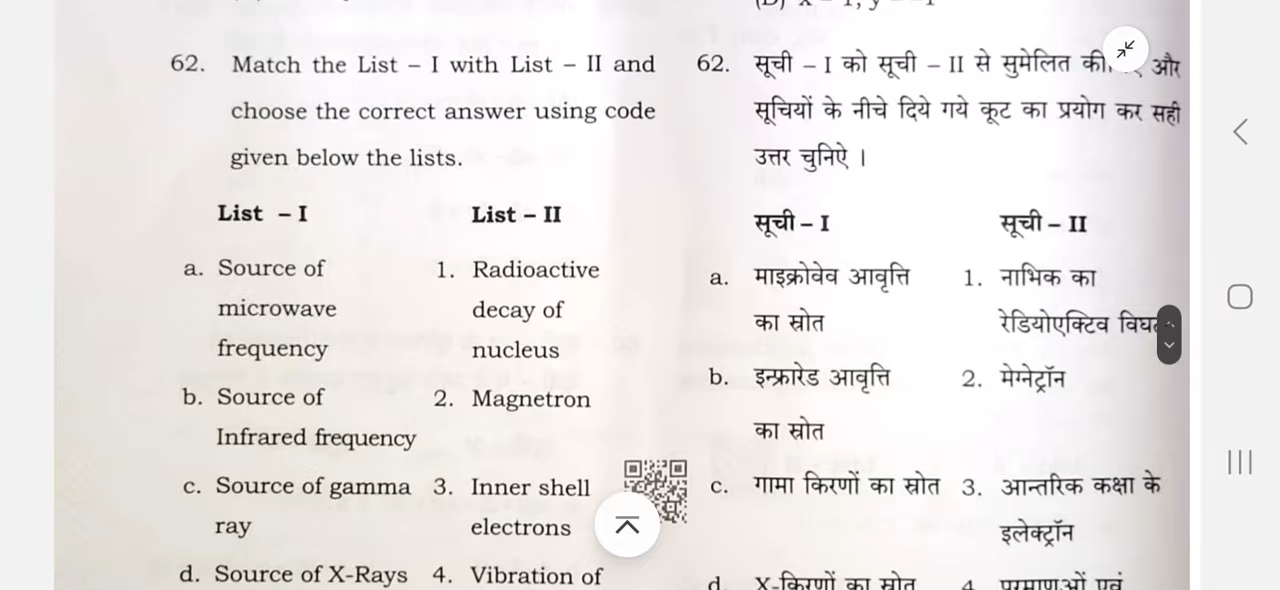 62. Match the List – I with List – II and
choose the correct answer using code
given below the lists.
List – I List – II
a. Source of 1. Radioactive
microwave decay of
frequency nucleus
b. Source of 2. Magnetron
Infrared frequency
c. Source of gamma 3. Inner shell
ray electrons
d. Source of X-Rays 4. Vibration of
62. सूची – I को सूची – II से सुमेलित और
सूचियों के नीचे दिये गये कूट का प्रयोग कर सही
उत्तर चुनिऐ ।
सूची – I सूची – II
a. माइक्रोवेव आवृत्ति 1. नाभिक का
का स्रोत रेडियोएक्टिव
b. इन्फ्रारेड आवृत्ति 2. मेग्नेट्रॉन
का स्रोत
c. गामा किरणों का स्रोत 3. आन्तरिक कक्षा के
इलेक्ट्रॉन
d. X-किरणों का स्रोत 4. परमाणुओं एवं